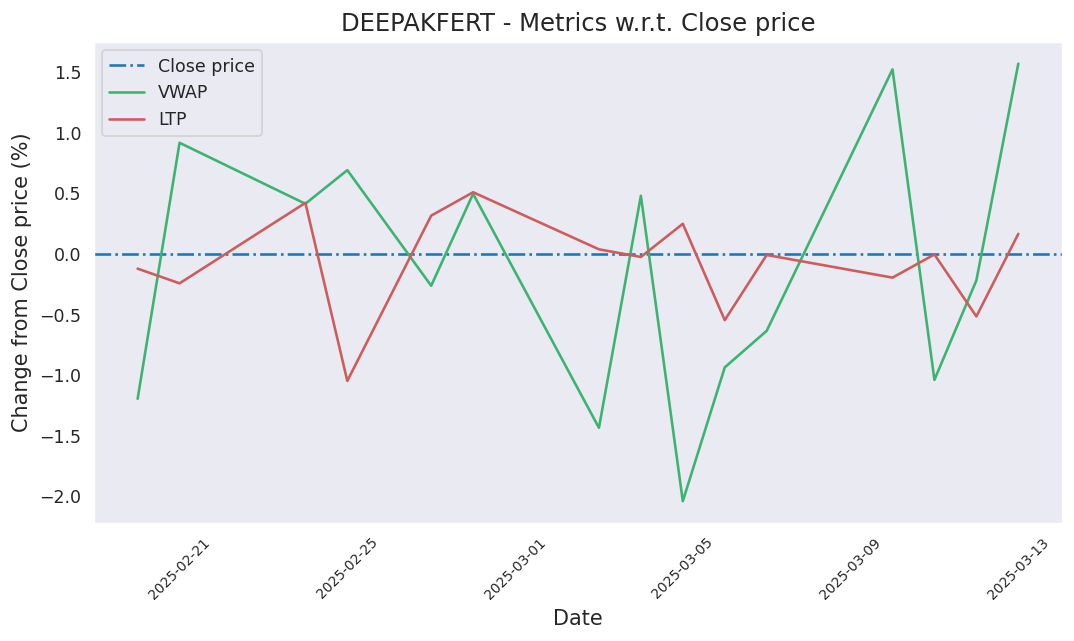 DEEPAKFERT - Metrics w.r.t. Close price
Close price
VWAP
LTP
Change from Close price (%)
1.5
1.0
0.5
0.0
−0.5
−1.0
−1.5
−2.0
2025-02-21
2025-02-25
2025-03-01
2025-03-05
2025-03-09
2025-03-13
Date